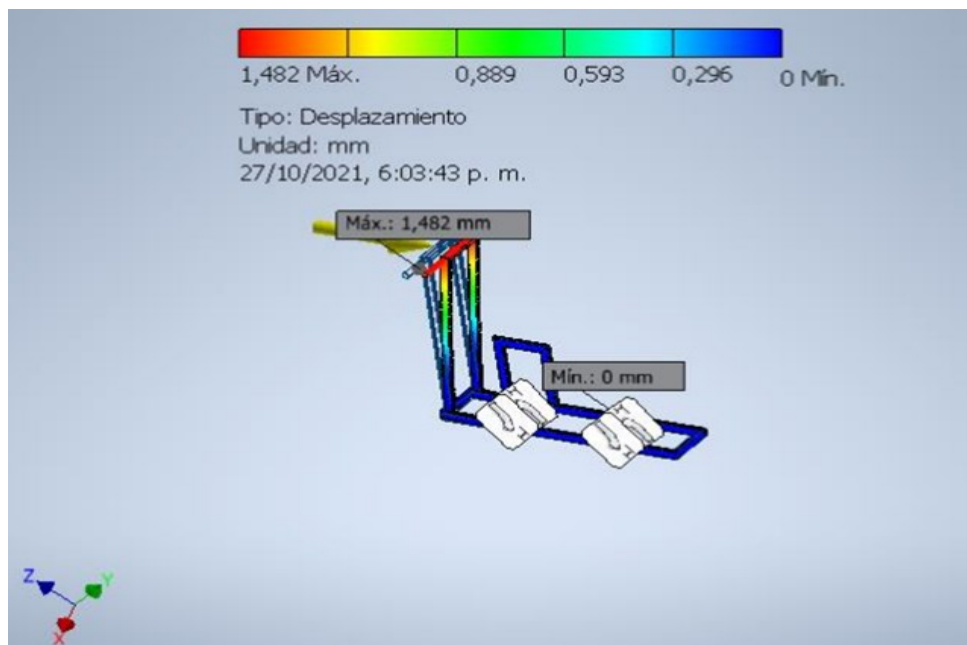 1,482 Máx. 0,889 0,593 0,296 0 Mín.
Tipo: Desplazamiento
Unidad: mm
27/10/2021, 6:03:43 p. m.
Máx.: 1,482 mm
Mín.: 0 mm
Z Y
X